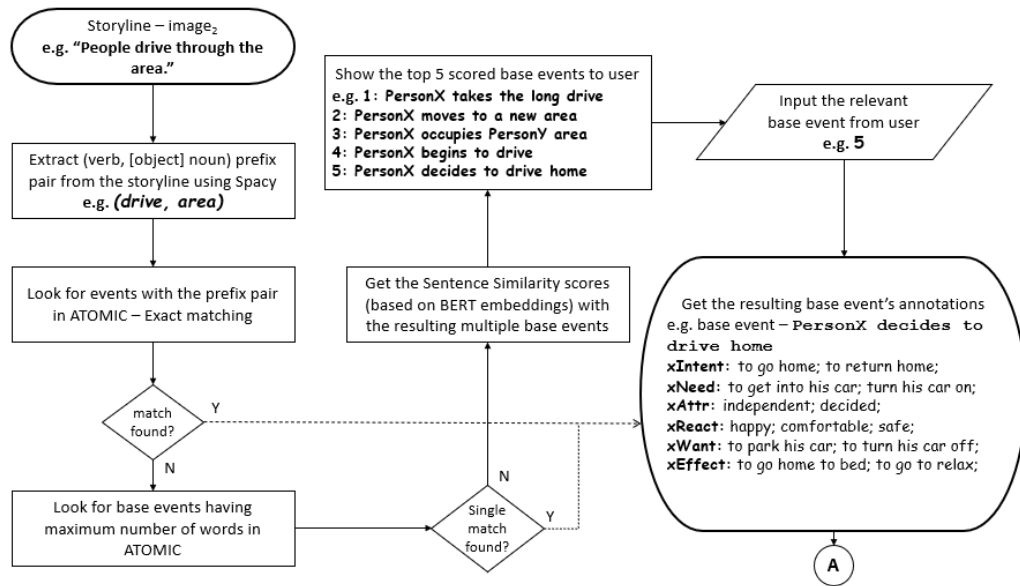 Storyline – image₂
e.g. “People drive through the
area.”
Extract (verb, [object] noun) prefix
pair from the storyline using Spacy
e.g. (drive, area)
Look for events with the prefix pair
in ATOMIC – Exact matching
match
found?
Y
N
Look for base events having
maximum number of words in
ATOMIC
Single
match
found?
Y
N
Get the Sentence Similarity scores
(based on BERT embeddings) with
the resulting multiple base events
Show the top 5 scored base events to user
e.g. 1: PersonX takes the long drive
2: PersonX moves to a new area
3: PersonX occupies PersonY area
4: PersonX begins to drive
5: PersonX decides to drive home
Input the relevant
base event from user
e.g. 5
Get the resulting base event’s annotations
e.g. base event – PersonX decides to
drive home
xIntent: to go home; to return home;
xNeed: to get into his car; turn his car on;
xAttr: independent; decided;
xReact: happy; comfortable; safe;
xWant: to park his car; to turn his car off;
xEffect: to go home to bed; to go to relax;
A